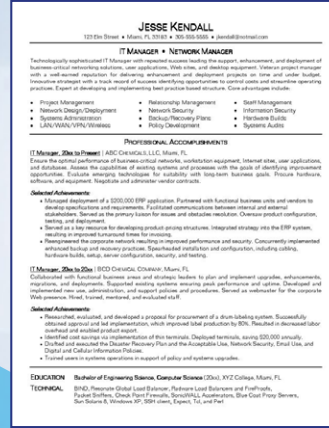 JESSE KENDALL
123 Elm Street • Miami, FL 33183 • 305-555-5555 • jkendall@notmail.com
IT MANAGER • NETWORK MANAGER
Technologically sophisticated IT Manager with repeated success leading the support, enhancement, and deployment of
business-critical networking solutions, user applications, Web sites, and desktop equipment. Veteran project manager
with a well-earned reputation for delivering enhancement and deployment projects on time and under budget.
Innovative strategist with a track record of success identifying opportunities to control costs and streamline operating
practices. Expert at developing and implementing best practice based structure. Core advantages include:
• Project Management • Relationship Management • Staff Management
• Network Design/Deployment • Network Security • Information Security
• Systems Administration • Backup/Recovery Plans • Hardware Builds
• LAN/WAN/VPN/Wireless • Policy Development • Systems Audits
PROFESSIONAL ACCOMPLISHMENTS
IT Manager, 20xx to Present | ABC CHEMICALS, LLC, Miami, FL
Ensure the optimal performance of business-critical networks, workstation equipment, Internet sites, user applications,
and databases. Assess the capabilities of existing systems and processes with the goals of identifying improvement
opportunities. Evaluate emerging technologies for suitability with long-term business goals. Procure hardware,
software, and equipment. Negotiate and administer vendor contracts.
Selected Achievements:
• Managed deployment of a $200,000 ERP application. Partnered with functional business units and vendors to
develop specifications and requirements. Facilitated communications between internal and external
stakeholders. Served as the primary liaison for issues and obstacles resolution. Oversaw product configuration,
testing, and deployment.
• Served as a key resource for developing product-pricing structures. Integrated strategy into the ERP system,
resulting in improved turnaround times for invoicing.
• Reengineered the corporate network resulting in improved performance and security. Concurrently implemented
enhanced backup and recovery practices. Spearheaded installation and configuration, including cabling,
hardware builds, setup, server configuration, security, and testing.
IT Manager, 20xx to 20xx | BCD CHEMICAL COMPANY, Miami, FL
Collaborated with functional business areas and strategic leaders to plan and implement upgrades, enhancements,
migrations, and deployments. Supported existing systems ensuring peak performance and uptime. Developed and
implemented new use, administration, and support policies and procedures. Served as webmaster for the corporate
Web presence. Hired, trained, mentored, and evaluated staff.
Selected Achievements:
• Researched, evaluated, and developed a proposal for procurement of a drum-labeling system. Successfully
obtained approval and led implementation, which improved label production by 80%. Resulted in decreased labor
overhead and enabled product export.
• Identified cost savings via implementation of thin terminals. Deployed terminals, saving $20,000 annually.
• Drafted and executed the Disaster Recovery Plan and the Acceptable Use, Network Security, Email Use, and
Digital and Cellular Information Policies.
• Trained users in systems operations in support of policy and systems upgrades.
EDUCATION Bachelor of Engineering Science, Computer Science (20xx), XYZ College, Miami, FL
TECHNICAL BIND, Resonate Global Load Balancer, Radware Load Balancers and FireProofs,
Packet Sniffers, Check Point Firewalls, SonicWALL Accelerators, Blue Coat Proxy Servers,
Sun Solaris 8, Windows XP, SSH client, Expect, Tcl, and Perl